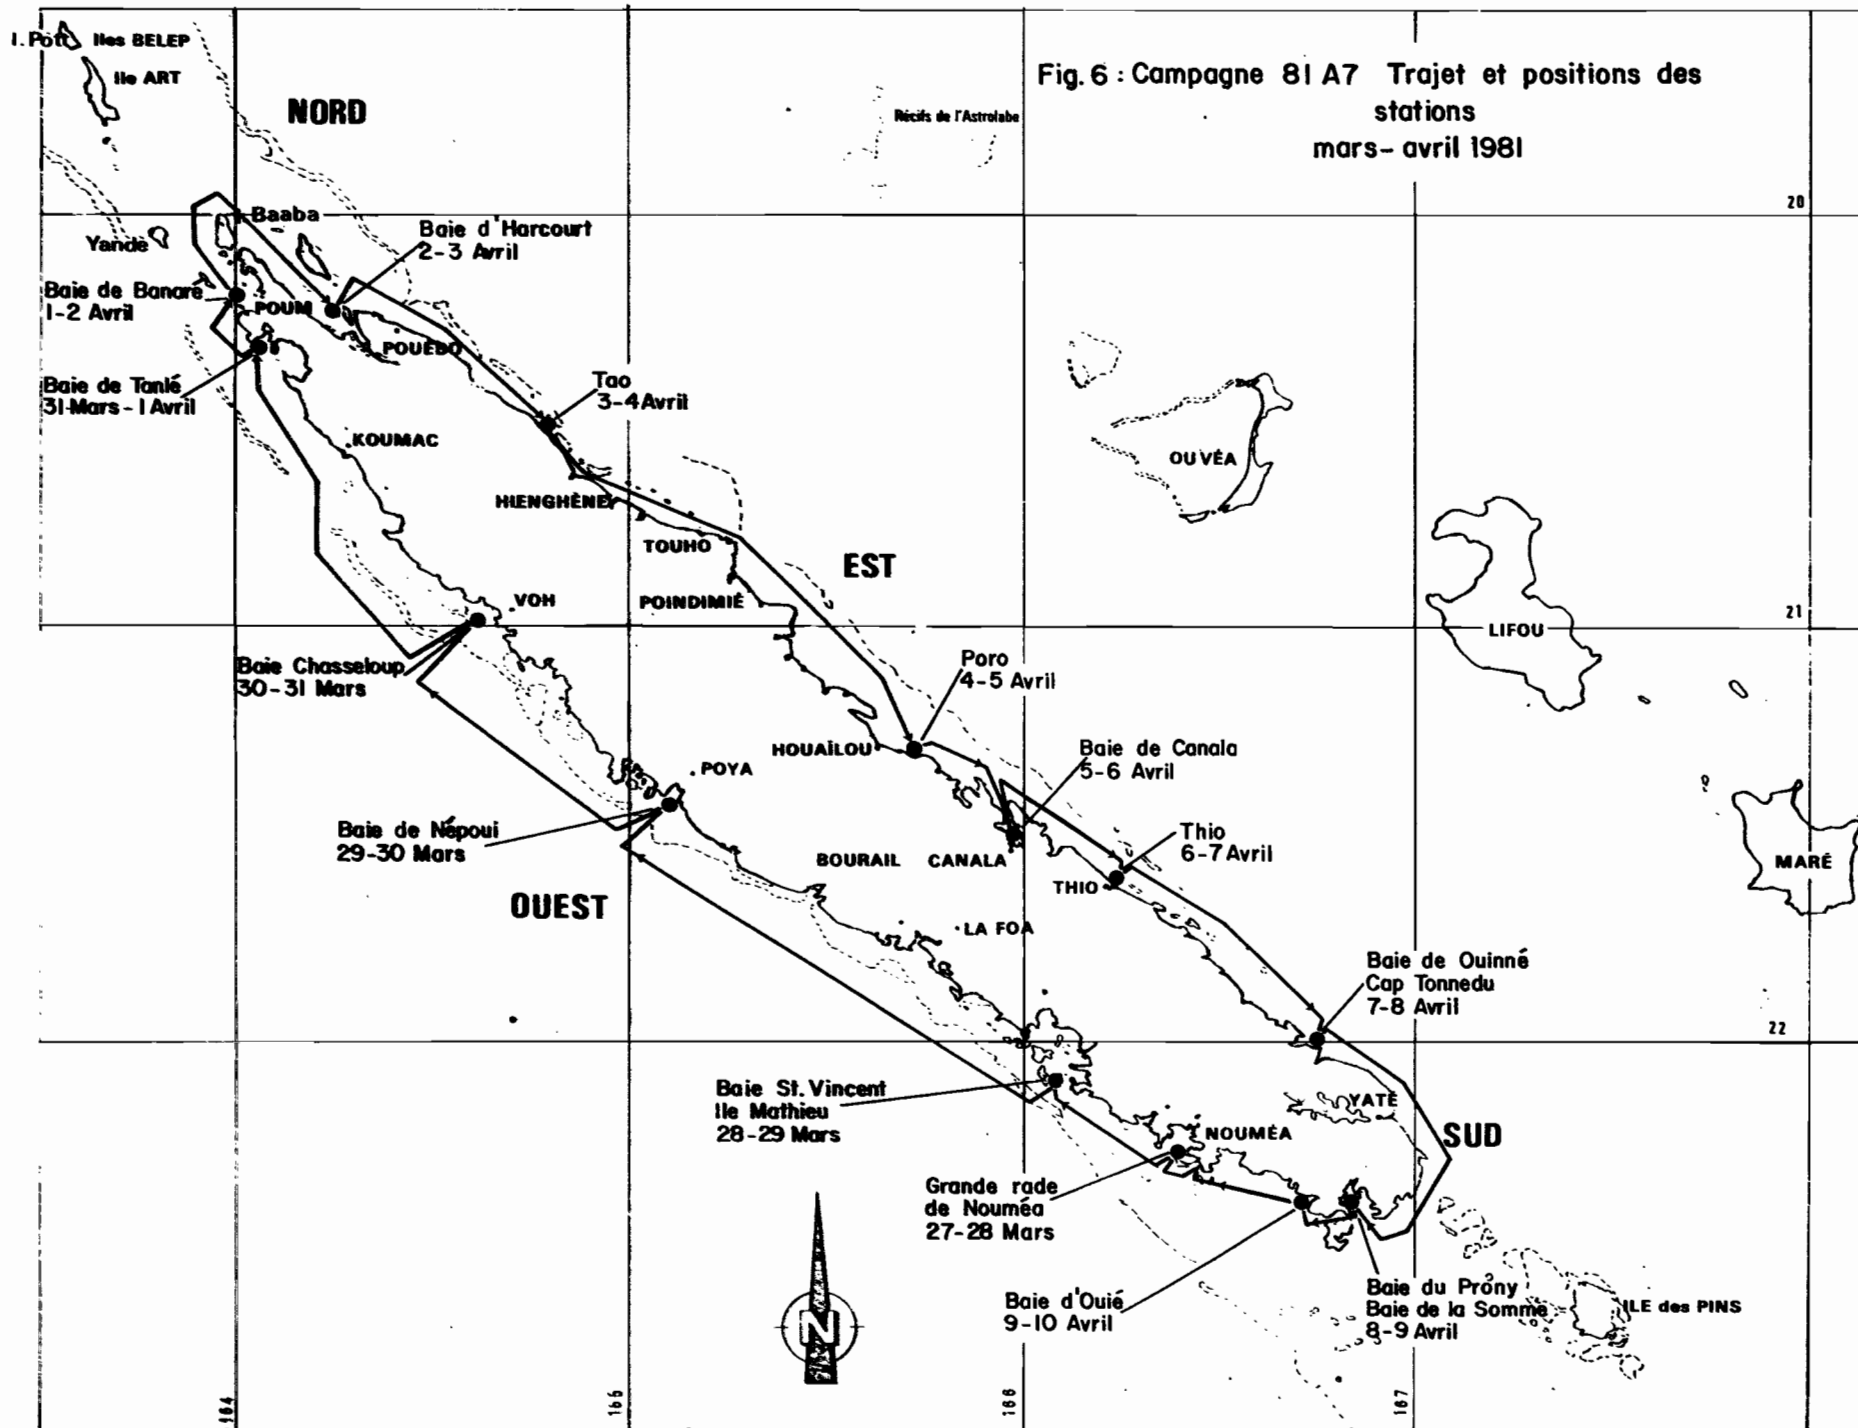 Fig. 6 : Campagne 81 A7 Trajet et positions des
stations
mars- avril 1981
I. Pott
Iles BELEP
Ile ART
NORD
Récifs de l'Astrolabe
20
Baaba
Yandé
Baie d'Harcourt
2-3 Avril
Baie de Banaré
1-2 Avril
POUM
POUÉBO
Baie de Tanlé
31-Mars-1 Avril
Tao
3-4 Avril
KOUMAC
OUVÉA
HIENGHÈNE
TOUHO
EST
POINDIMIÉ
VOH
21
LIFOU
Baie Chasseloup
30-31 Mars
Poro
4-5 Avril
HOUAÏLOU
Baie de Canala
5-6 Avril
POYA
Baie de Népoui
29-30 Mars
BOURAIL
CANALA
Thio
6-7 Avril
THIO
MARÉ
OUEST
LA FOA
Baie de Ouinné
Cap Tonnedu
7-8 Avril
22
Baie St. Vincent
Ile Mathieu
28-29 Mars
YATÉ
NOUMÉA
SUD
Grande rade
de Nouméa
27-28 Mars
Baie d'Ouié
9-10 Avril
Baie du Prony
Baie de la Somme
8-9 Avril
ILE des PINS
N
164
165
166
167